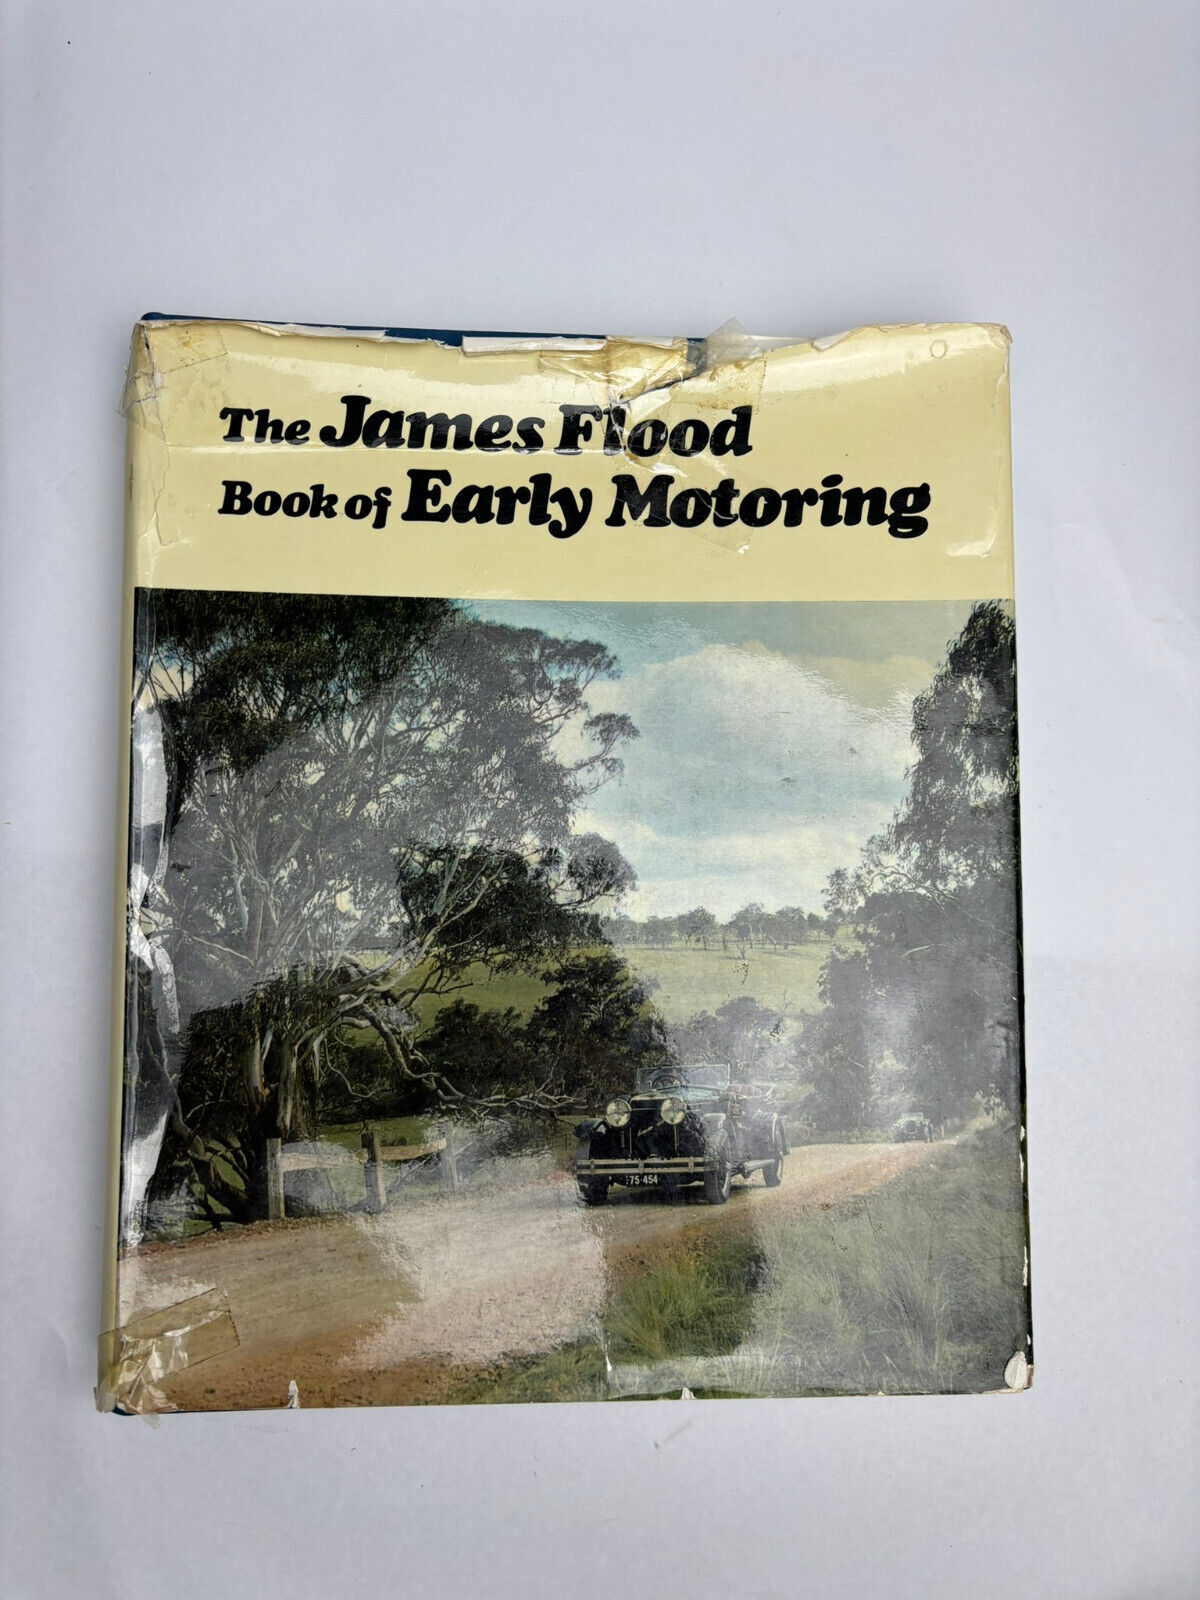 The James Flood
Book of Early Motoring
75·454